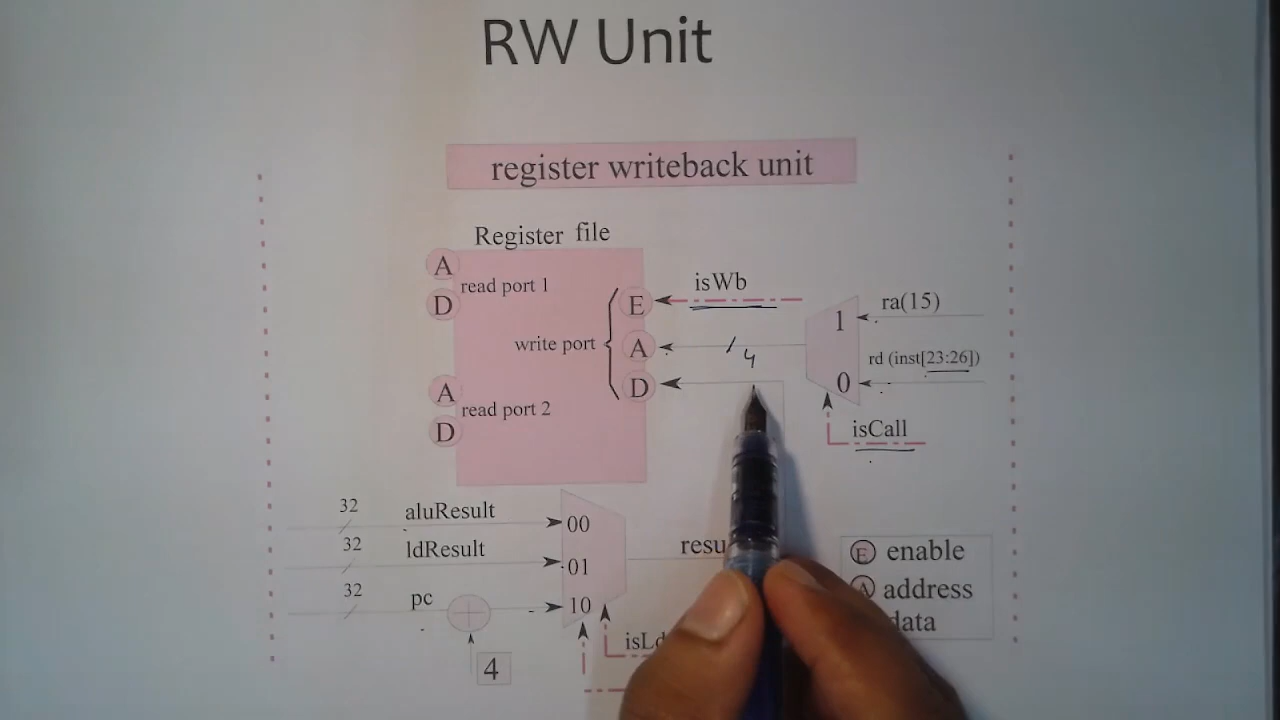 RW Unit
register writeback unit
Register file
A
read port 1
D
write port
E
A
D
A
read port 2
D
isWb
4
1
0
ra(15)
rd (inst[23:26])
isCall
32
aluResult
00
32
ldResult
01
32
pc
10
4
E enable
A address
data